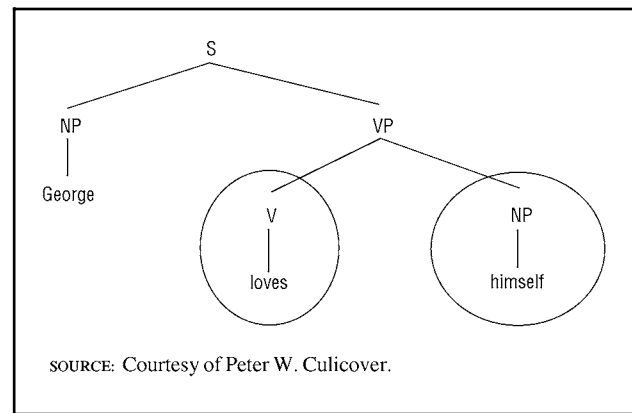 S
NP VP
George
V NP
loves himself
SOURCE: Courtesy of Peter W. Culicover.